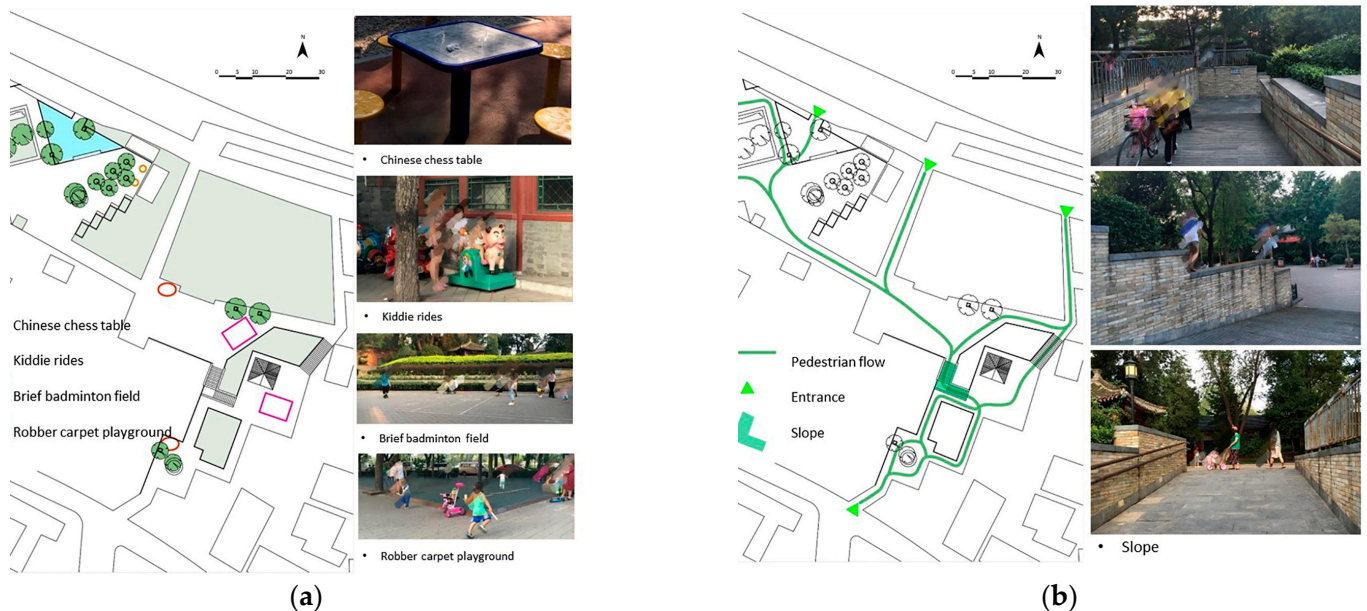 N
0 5 10 20 30
Chinese chess table
Kiddie rides
Brief badminton field
Robber carpet playground
• Chinese chess table
• Kiddie rides
• Brief badminton field
• Robber carpet playground
(a)
N
0 5 10 20 30
Pedestrian flow
Entrance
Slope
• Slope
(b)